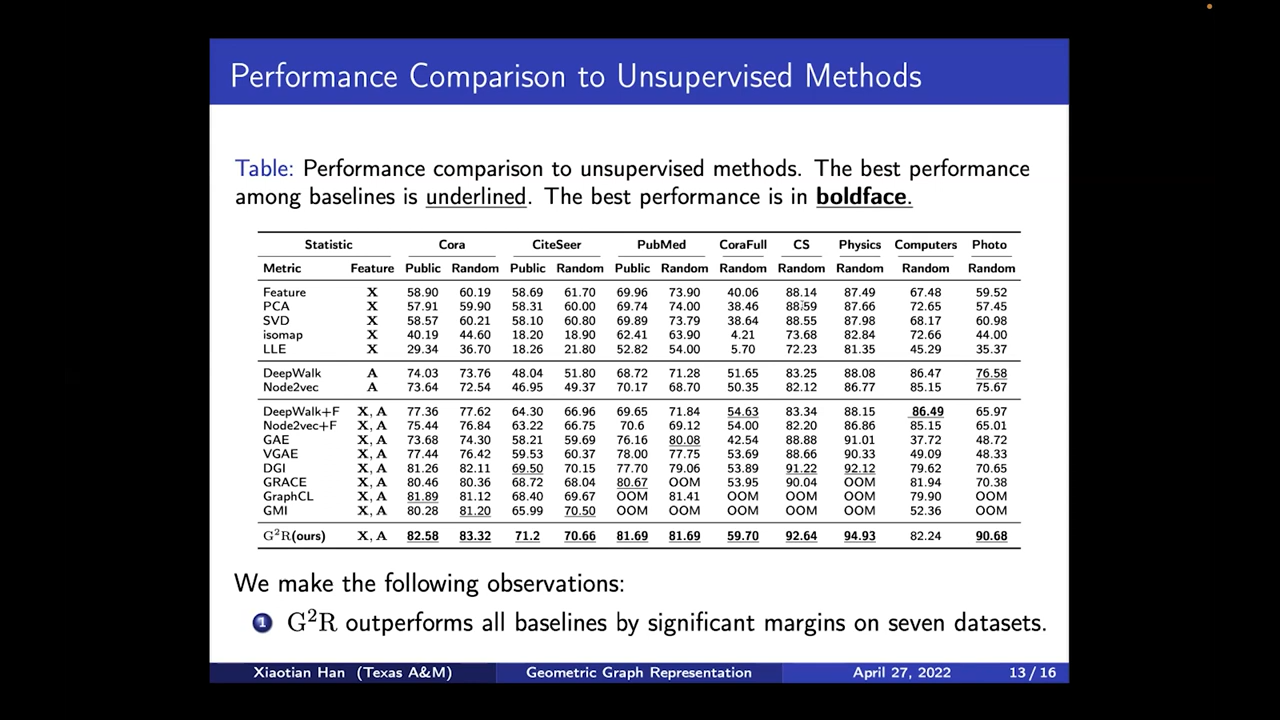 Performance Comparison to Unsupervised Methods
Table: Performance comparison to unsupervised methods. The best performance
among baselines is underlined. The best performance is in boldface.
Statistic Cora CiteSeer PubMed CoraFull CS Physics Computers Photo
Metric Feature Public Random Public Random Public Random Random Random Random Random Random
Feature X 58.90 60.19 58.69 61.70 69.96 73.90 40.06 88.14 87.49 67.48 59.52
PCA X 57.91 59.90 58.31 60.00 69.74 74.00 38.46 88.59 87.66 72.65 57.45
SVD X 58.57 60.21 58.10 60.80 69.89 73.79 38.64 88.55 87.98 68.17 60.98
isomap X 40.19 44.60 18.20 18.90 62.41 63.90 4.21 73.68 82.84 72.66 44.00
LLE X 29.34 36.70 18.26 21.80 52.82 54.00 5.70 72.23 81.35 45.29 35.37
DeepWalk A 74.03 73.76 48.04 51.80 68.72 71.28 51.65 83.25 88.08 86.47 76.58
Node2vec A 73.64 72.54 46.95 49.37 70.17 68.70 50.35 82.12 86.77 85.15 75.67
DeepWalk+F X, A 77.36 77.62 64.30 66.96 69.65 71.84 54.63 83.34 88.15 86.49 65.97
Node2vec+F X, A 75.44 76.84 63.22 66.75 70.6 69.12 54.00 82.20 86.86 85.15 65.01
GAE X, A 73.68 74.30 58.21 59.69 76.16 80.08 42.54 88.88 91.01 37.72 48.72
VGAE X, A 77.44 76.42 59.53 60.37 78.00 77.75 53.69 88.66 90.33 49.09 48.33
DGI X, A 81.26 82.11 69.50 70.15 77.70 79.06 53.89 91.22 92.12 79.62 70.65
GRACE X, A 80.46 80.36 68.72 68.04 80.67 OOM 53.95 90.04 OOM 81.94 70.38
GraphCL X, A 81.89 81.12 68.40 69.67 OOM 81.41 OOM OOM OOM 79.90 OOM
GMI X, A 80.28 81.20 65.99 70.50 OOM OOM OOM OOM OOM 52.36 OOM
G²R(ours) X, A 82.58 83.32 71.2 70.66 81.69 81.69 59.70 92.64 94.93 82.24 90.68
We make the following observations:
1 G²R outperforms all baselines by significant margins on seven datasets.
Xiaotian Han (Texas A&M) Geometric Graph Representation April 27, 2022 13 / 16